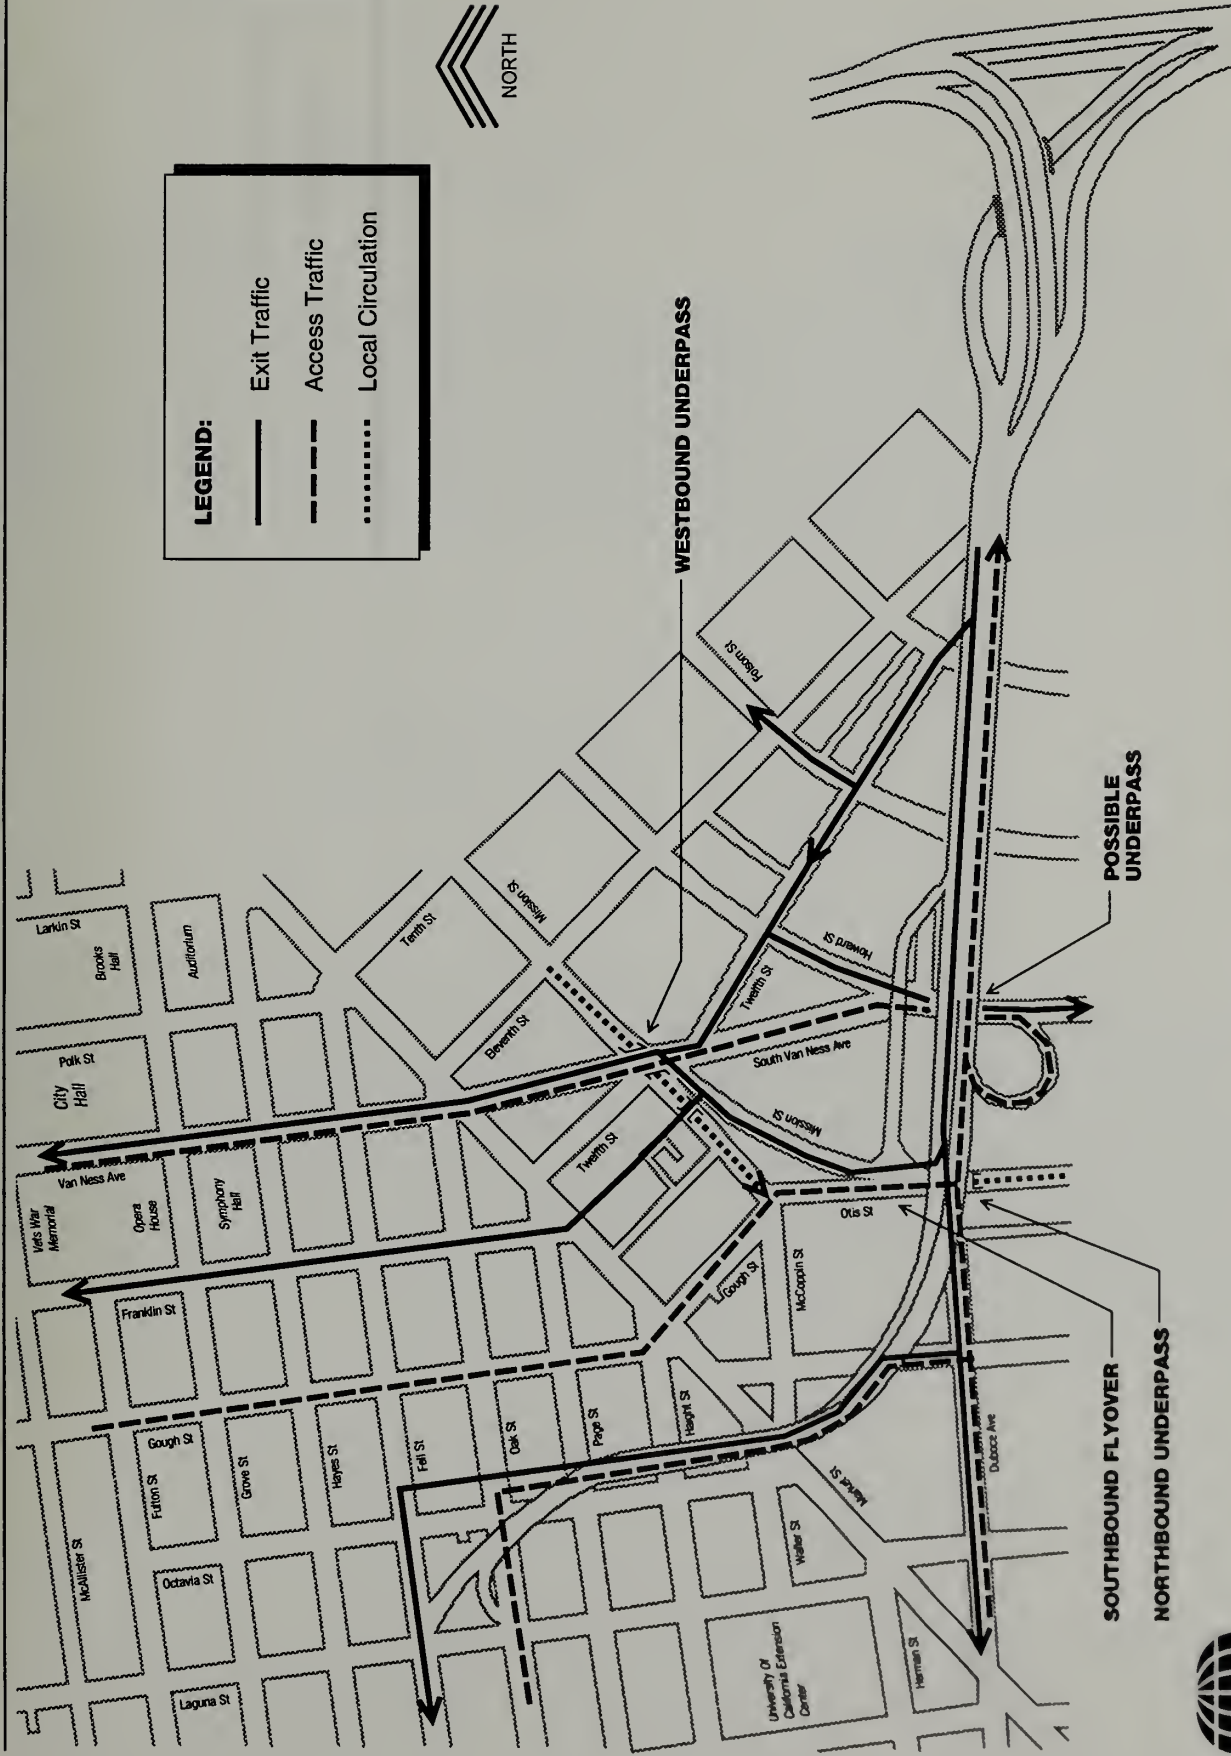 NORTH
LEGEND:
Exit Traffic
Access Traffic
Local Circulation
WESTBOUND UNDERPASS
POSSIBLE
UNDERPASS
SOUTHBOUND FLYOVER
NORTHBOUND UNDERPASS
Larkin St
Brooks
Hall
Auditorium
Polk St
City
Hall
Van Ness Ave
Vets War
Memorial
Opera
House
Symphony
Hall
Franklin St
Gough St
McAllister St
Fulton St
Grove St
Hayes St
Fell St
Oak St
Page St
Haight St
Octavia St
Laguna St
Tenth St
Mission St
Folsom St
Twelfth St
Howard St
South Van Ness Ave
Mission St
Twelfth St
Otis St
McCoppin St
Gough St
Market St
Duboce Ave
Waller St
Herman St
University Of
California Extension
Center